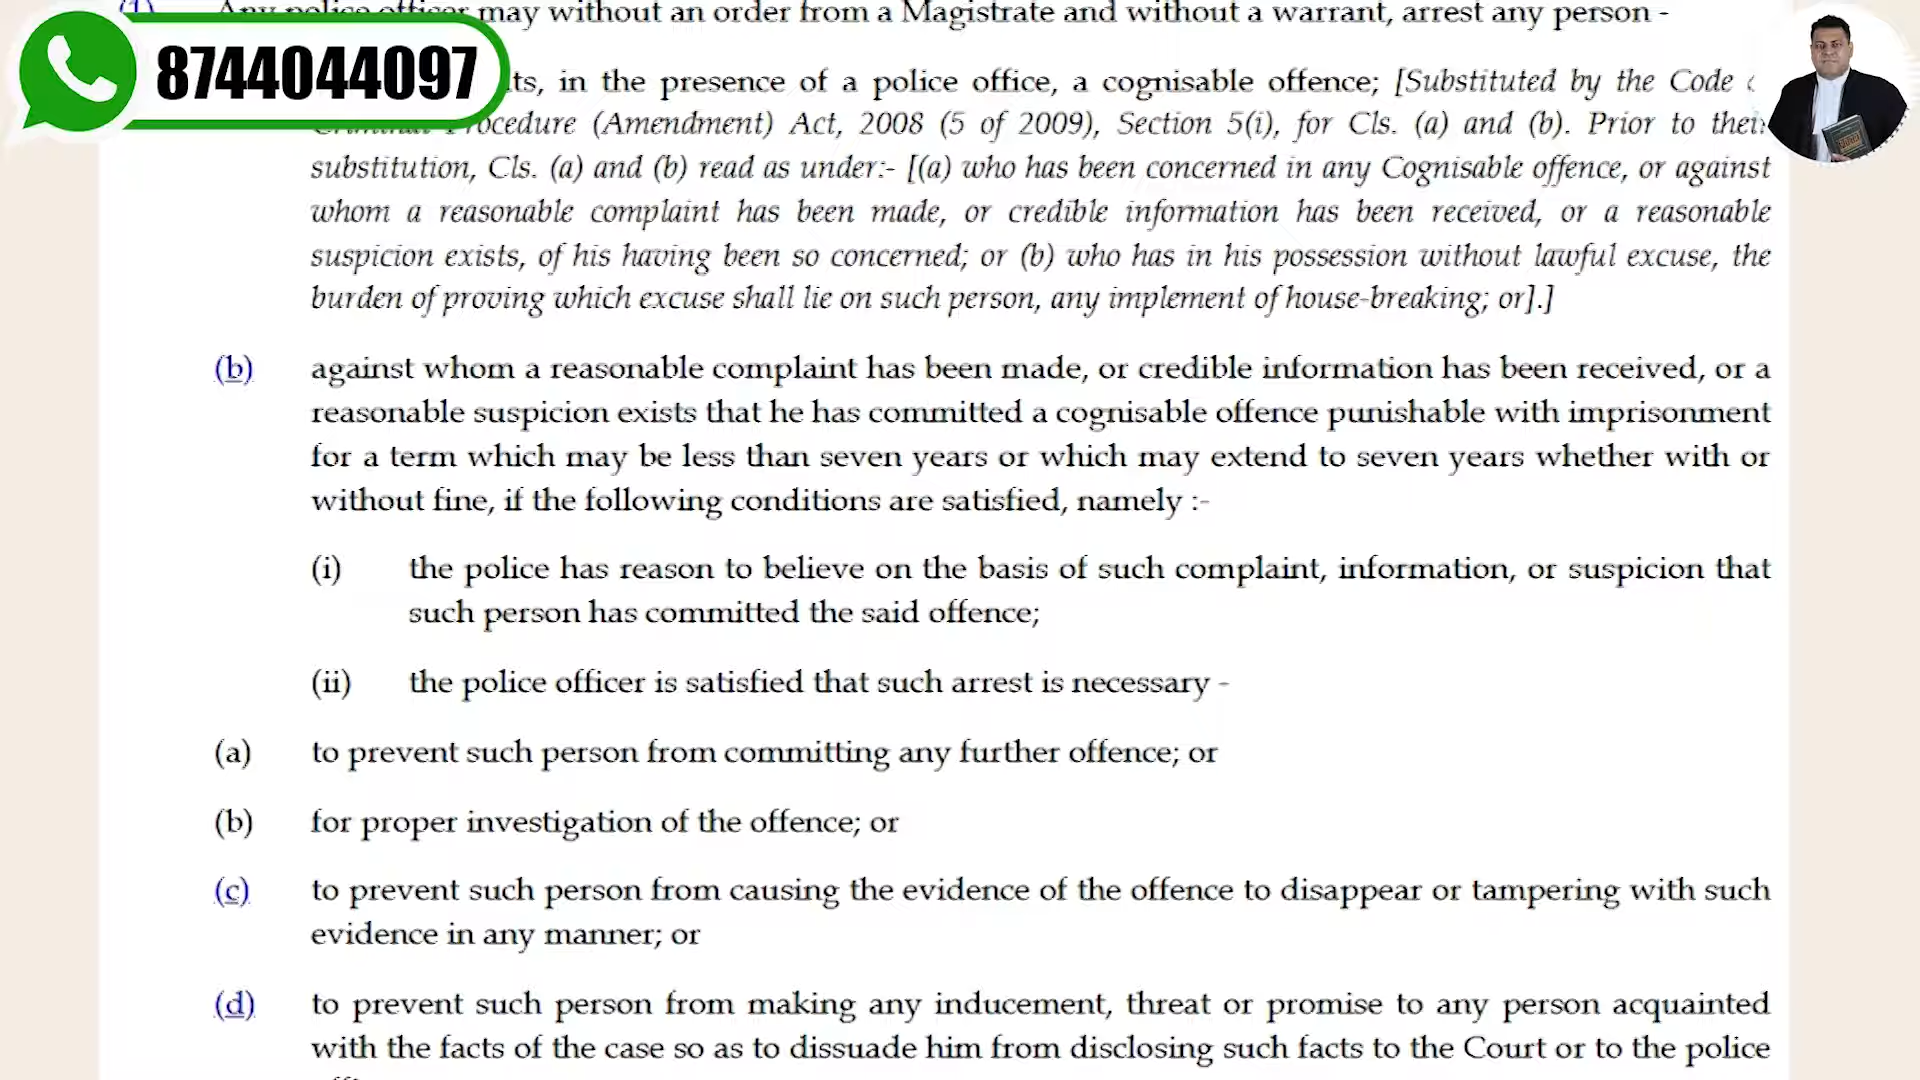 (1) Any police officer may without an order from a Magistrate and without a warrant, arrest any person -
8744044097
ts, in the presence of a police office, a cognisable offence; [Substituted by the Code
Procedure (Amendment) Act, 2008 (5 of 2009), Section 5(i), for Cls. (a) and (b). Prior to their
substitution, Cls. (a) and (b) read as under:- [(a) who has been concerned in any Cognisable offence, or against
whom a reasonable complaint has been made, or credible information has been received, or a reasonable
suspicion exists, of his having been so concerned; or (b) who has in his possession without lawful excuse, the
burden of proving which excuse shall lie on such person, any implement of house-breaking; or].]
(b) against whom a reasonable complaint has been made, or credible information has been received, or a
reasonable suspicion exists that he has committed a cognisable offence punishable with imprisonment
for a term which may be less than seven years or which may extend to seven years whether with or
without fine, if the following conditions are satisfied, namely :-
(i) the police has reason to believe on the basis of such complaint, information, or suspicion that
such person has committed the said offence;
(ii) the police officer is satisfied that such arrest is necessary -
(a) to prevent such person from committing any further offence; or
(b) for proper investigation of the offence; or
(c) to prevent such person from causing the evidence of the offence to disappear or tampering with such
evidence in any manner; or
(d) to prevent such person from making any inducement, threat or promise to any person acquainted
with the facts of the case so as to dissuade him from disclosing such facts to the Court or to the police